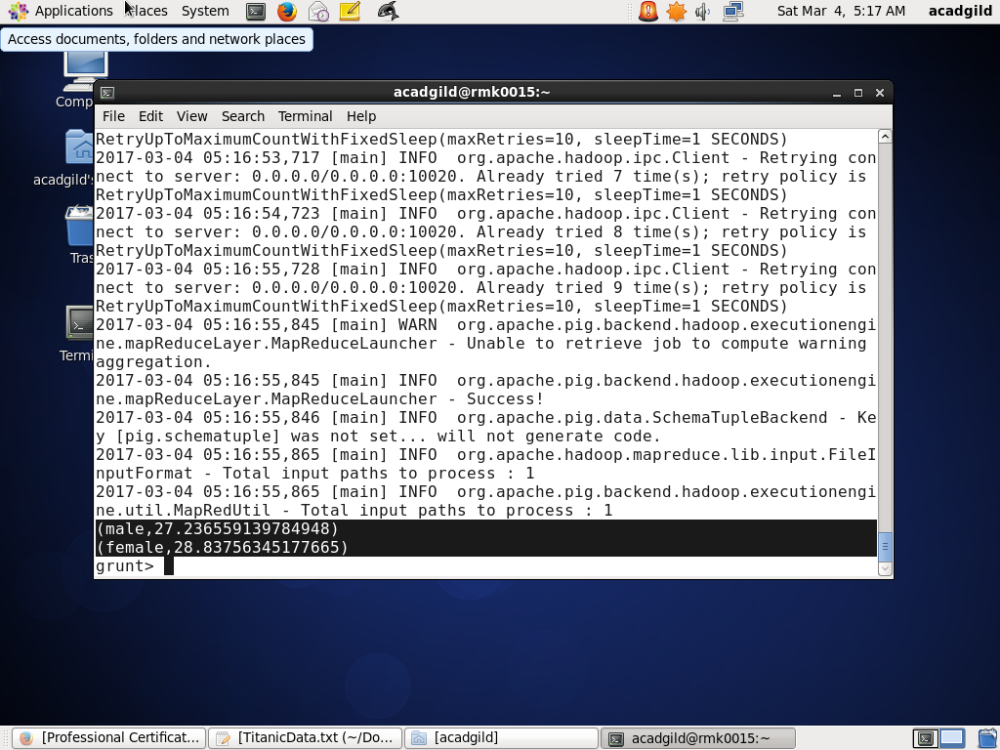 Applications Places System Sat Mar 4, 5:17 AM acadgild
Access documents, folders and network places
Comp
acadgild's
Tras
Termi
acadgild@rmk0015:~
File Edit View Search Terminal Help
RetryUpToMaximumCountWithFixedSleep(maxRetries=10, sleepTime=1 SECONDS)
2017-03-04 05:16:53,717 [main] INFO  org.apache.hadoop.ipc.Client - Retrying con
nect to server: 0.0.0.0/0.0.0.0:10020. Already tried 7 time(s); retry policy is
RetryUpToMaximumCountWithFixedSleep(maxRetries=10, sleepTime=1 SECONDS)
2017-03-04 05:16:54,723 [main] INFO  org.apache.hadoop.ipc.Client - Retrying con
nect to server: 0.0.0.0/0.0.0.0:10020. Already tried 8 time(s); retry policy is
RetryUpToMaximumCountWithFixedSleep(maxRetries=10, sleepTime=1 SECONDS)
2017-03-04 05:16:55,728 [main] INFO  org.apache.hadoop.ipc.Client - Retrying con
nect to server: 0.0.0.0/0.0.0.0:10020. Already tried 9 time(s); retry policy is
RetryUpToMaximumCountWithFixedSleep(maxRetries=10, sleepTime=1 SECONDS)
2017-03-04 05:16:55,845 [main] WARN  org.apache.pig.backend.hadoop.executionengi
ne.mapReduceLayer.MapReduceLauncher - Unable to retrieve job to compute warning
aggregation.
2017-03-04 05:16:55,845 [main] INFO  org.apache.pig.backend.hadoop.executionengi
ne.mapReduceLayer.MapReduceLauncher - Success!
2017-03-04 05:16:55,846 [main] INFO  org.apache.pig.data.SchemaTupleBackend - Ke
y [pig.schematuple] was not set... will not generate code.
2017-03-04 05:16:55,865 [main] INFO  org.apache.hadoop.mapreduce.lib.input.FileI
nputFormat - Total input paths to process : 1
2017-03-04 05:16:55,865 [main] INFO  org.apache.pig.backend.hadoop.executionengi
ne.util.MapRedUtil - Total input paths to process : 1
(male,27.236559139784948)
(female,28.83756345177665)
grunt>
[Professional Certificat... [TitanicData.txt (~/Do... [acadgild] acadgild@rmk0015:~